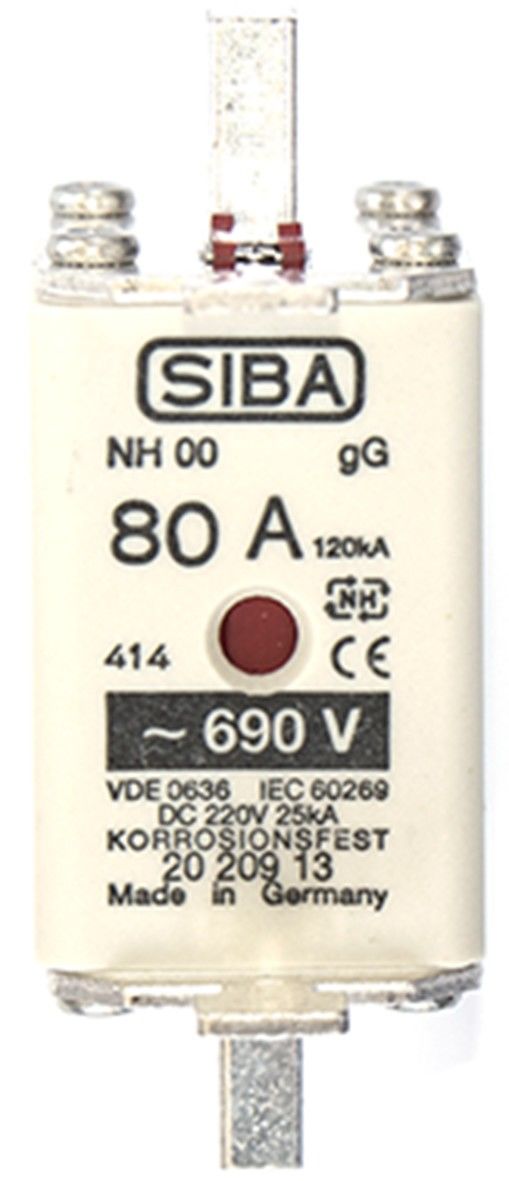 SIBA
NH 00 gG
80 A 120kA
NH
414 CE
~ 690 V
VDE 0636 IEC 60269
DC 220V 25kA
KORROSIONSFEST
20 209 13
Made in Germany